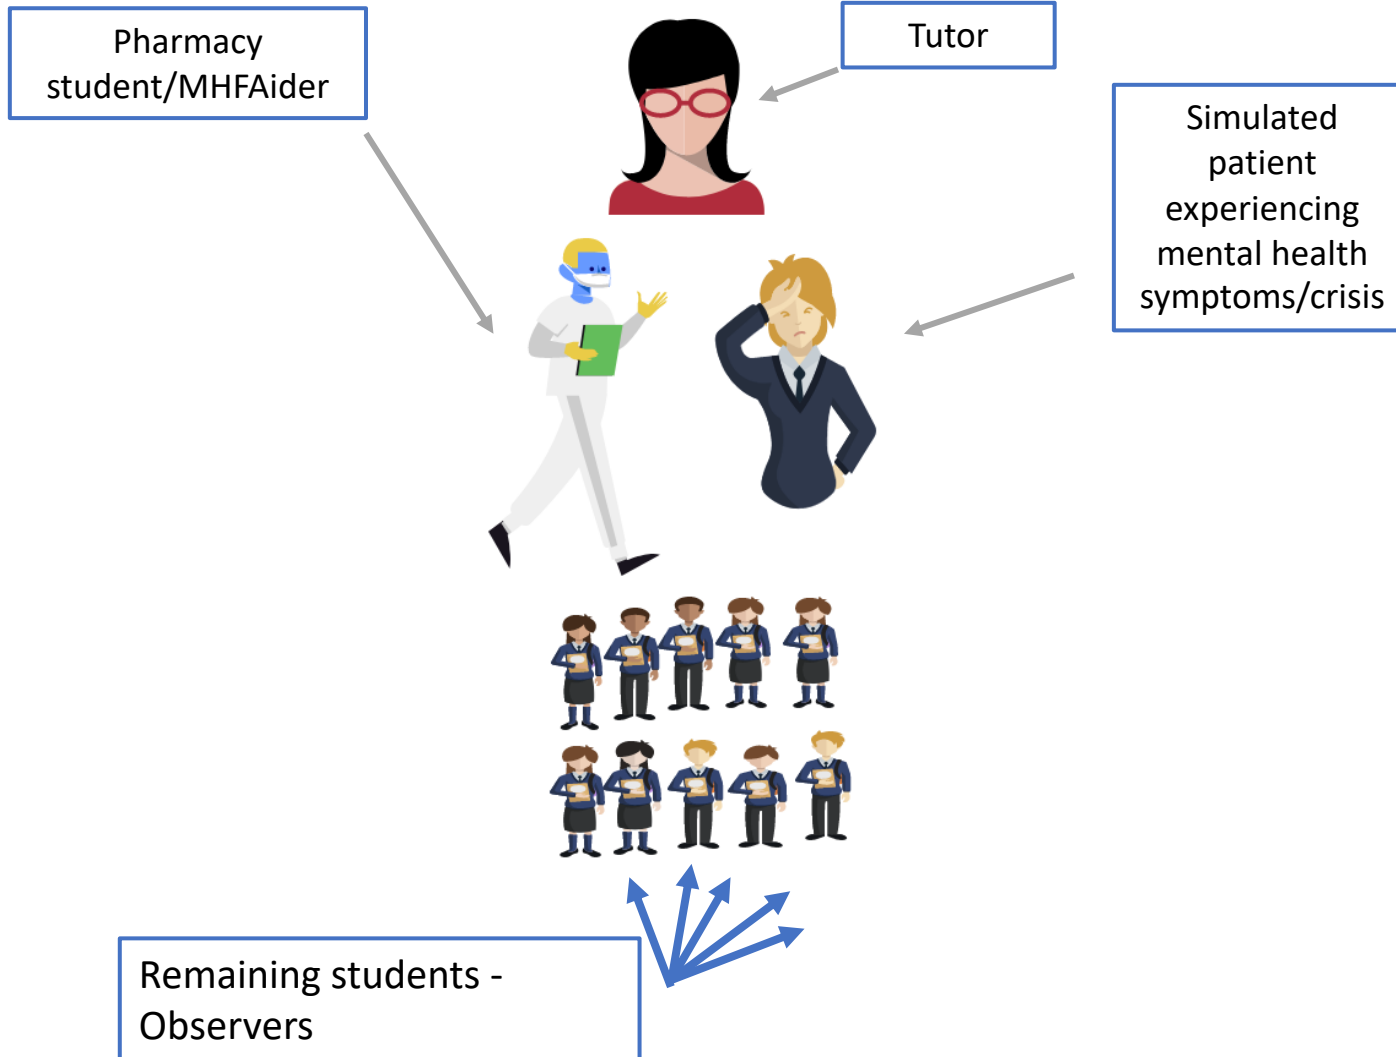 Pharmacy
student/MHFAider
Tutor
Simulated
patient
experiencing
mental health
symptoms/crisis
Remaining students -
Observers